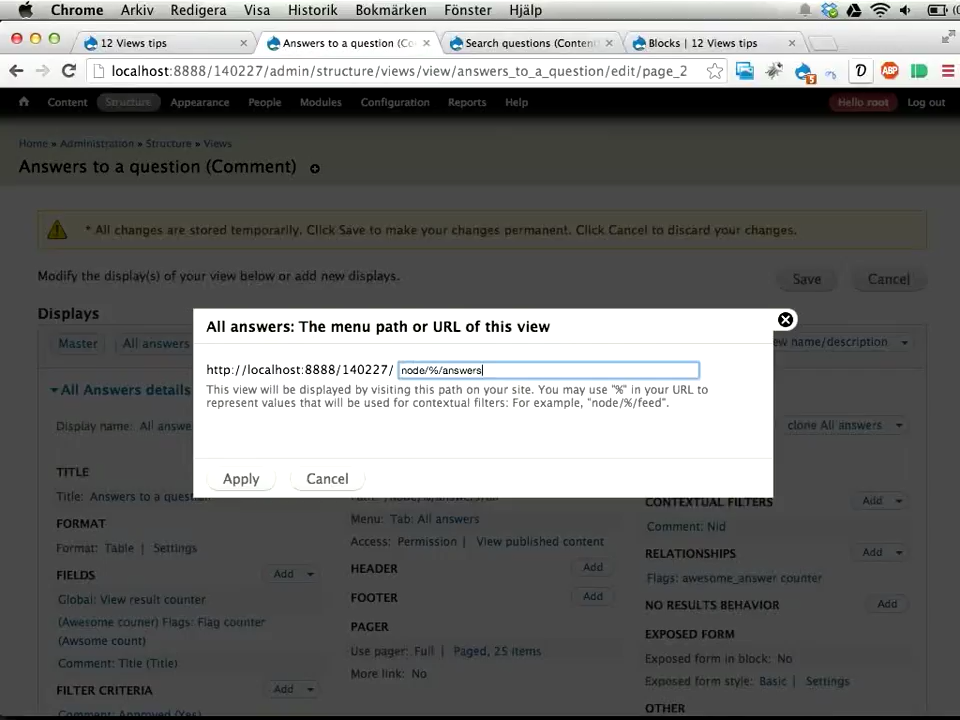 Chrome Arkiv Redigera Visa Historik Bokmärken Fönster Hjälp
12 Views tips
Answers to a question (Co
Search questions (Content
Blocks | 12 Views tips
localhost:8888/140227/admin/structure/views/view/answers_to_a_question/edit/page_2
Content Structure Appearance People Modules Configuration Reports Help Hello root Log out
Home » Administration » Structure » Views
Answers to a question (Comment)
* All changes are stored temporarily. Click Save to make your changes permanent. Click Cancel to discard your changes.
Modify the display(s) of your view below or add new displays.
Save Cancel
Displays
Master All answers
name/description
All answers: The menu path or URL of this view
http://localhost:8888/140227/ node/%/answers
This view will be displayed by visiting this path on your site. You may use "%" in your URL to
represent values that will be used for contextual filters: For example, "node/%/feed".
Apply Cancel
All answers details
Display name: All answe
clone All answers
TITLE
Title: Answers to a questi
FORMAT
Format: Table | Settings
FIELDS Add
Global: View result counter
(Awesome couner) Flags: Flag counter
(Awsome count)
Comment: Title (Title)
FILTER CRITERIA Add
Comment: Approved (Yes)
Menu: Tab: All answers
Access: Permission | View published content
HEADER Add
FOOTER Add
PAGER
Use pager: Full | Paged, 25 items
More link: No
CONTEXTUAL FILTERS Add
Comment: Nid
RELATIONSHIPS Add
Flags: awesome_answer counter
NO RESULTS BEHAVIOR Add
EXPOSED FORM
Exposed form in block: No
Exposed form style: Basic | Settings
OTHER